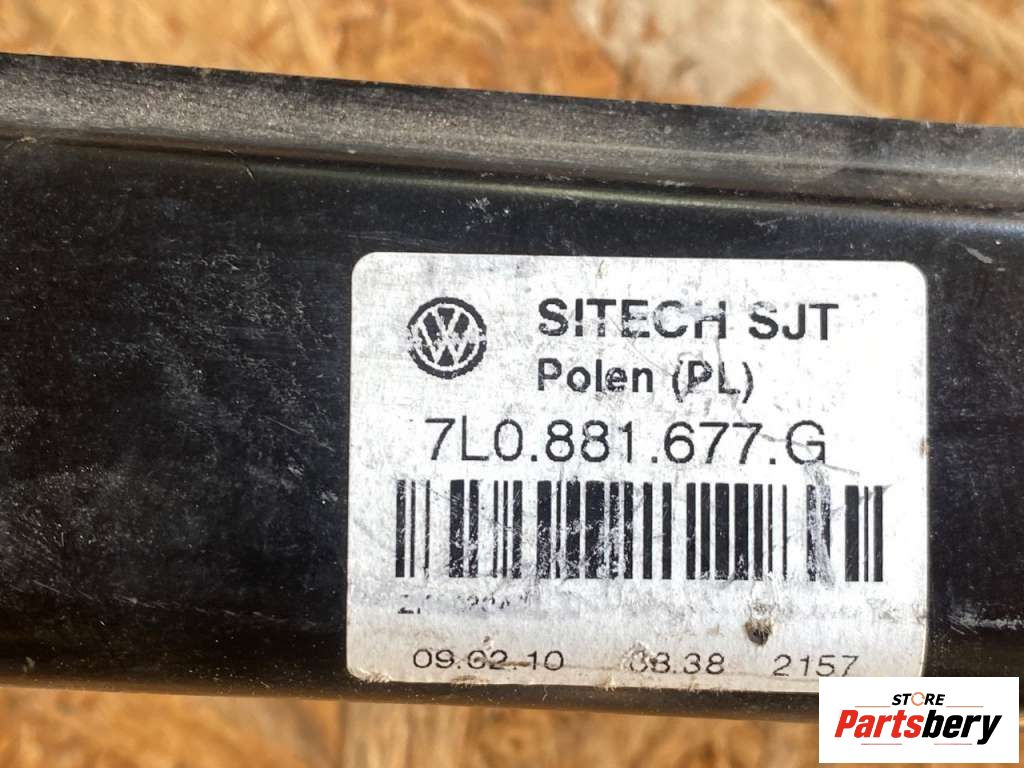 SITECH SJT
Polen (PL)
7L0.881.677.G
09.02.10 08.38 2157
STORE
Partsbery